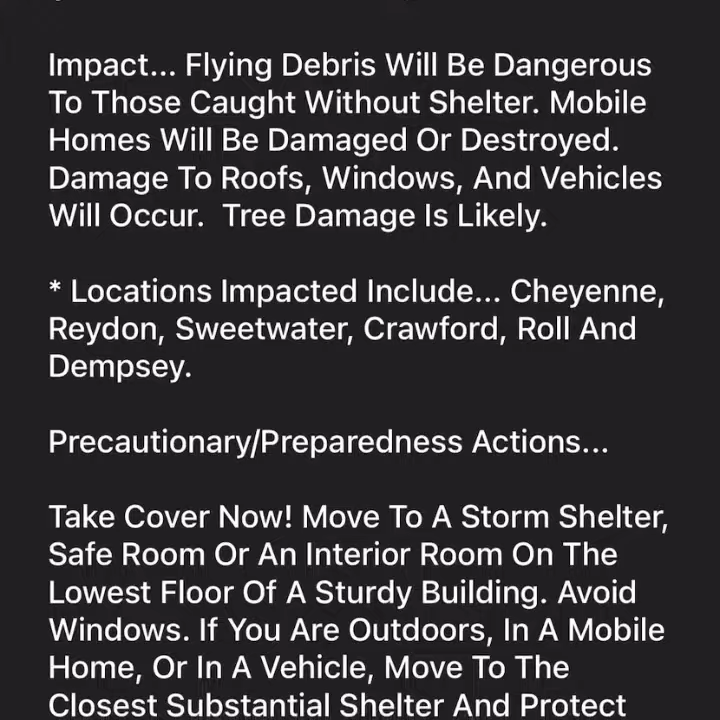 Impact... Flying Debris Will Be Dangerous
To Those Caught Without Shelter. Mobile
Homes Will Be Damaged Or Destroyed.
Damage To Roofs, Windows, And Vehicles
Will Occur.  Tree Damage Is Likely.
* Locations Impacted Include... Cheyenne,
Reydon, Sweetwater, Crawford, Roll And
Dempsey.
Precautionary/Preparedness Actions...
Take Cover Now! Move To A Storm Shelter,
Safe Room Or An Interior Room On The
Lowest Floor Of A Sturdy Building. Avoid
Windows. If You Are Outdoors, In A Mobile
Home, Or In A Vehicle, Move To The
Closest Substantial Shelter And Protect